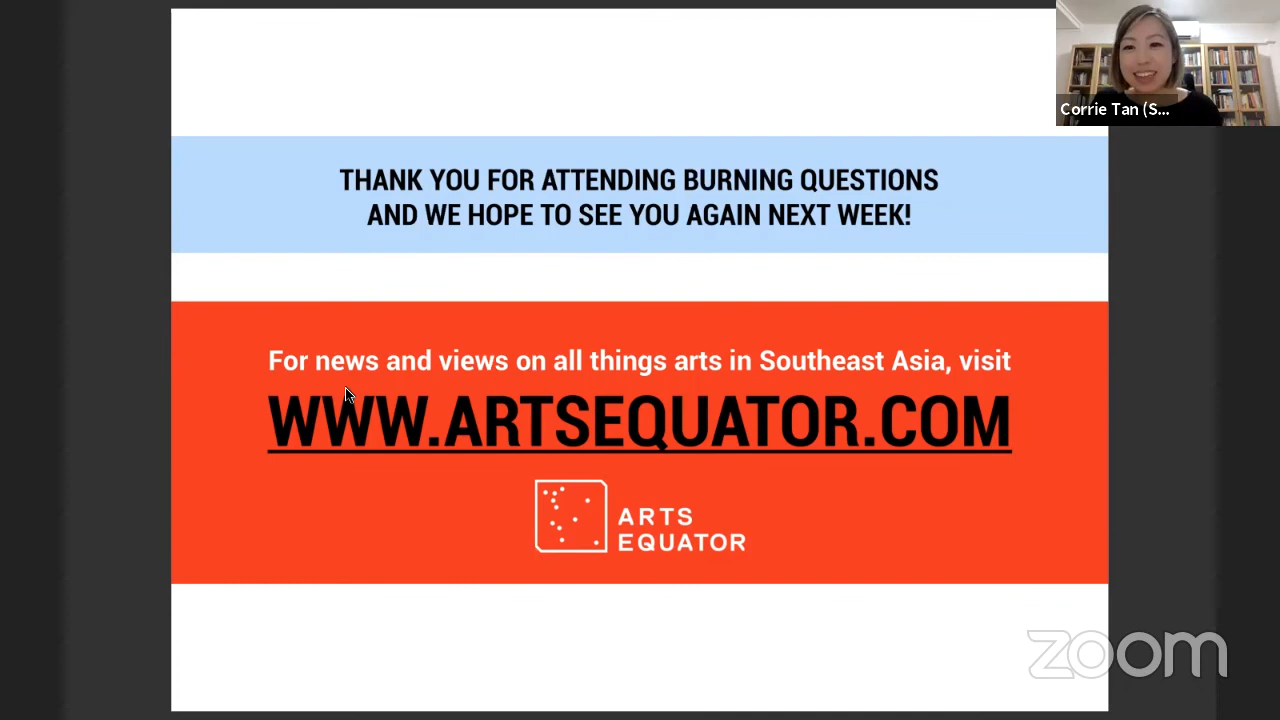 Corrie Tan (S...
THANK YOU FOR ATTENDING BURNING QUESTIONS
AND WE HOPE TO SEE YOU AGAIN NEXT WEEK!
For news and views on all things arts in Southeast Asia, visit
WWW.ARTSEQUATOR.COM
ARTS
EQUATOR
zoom